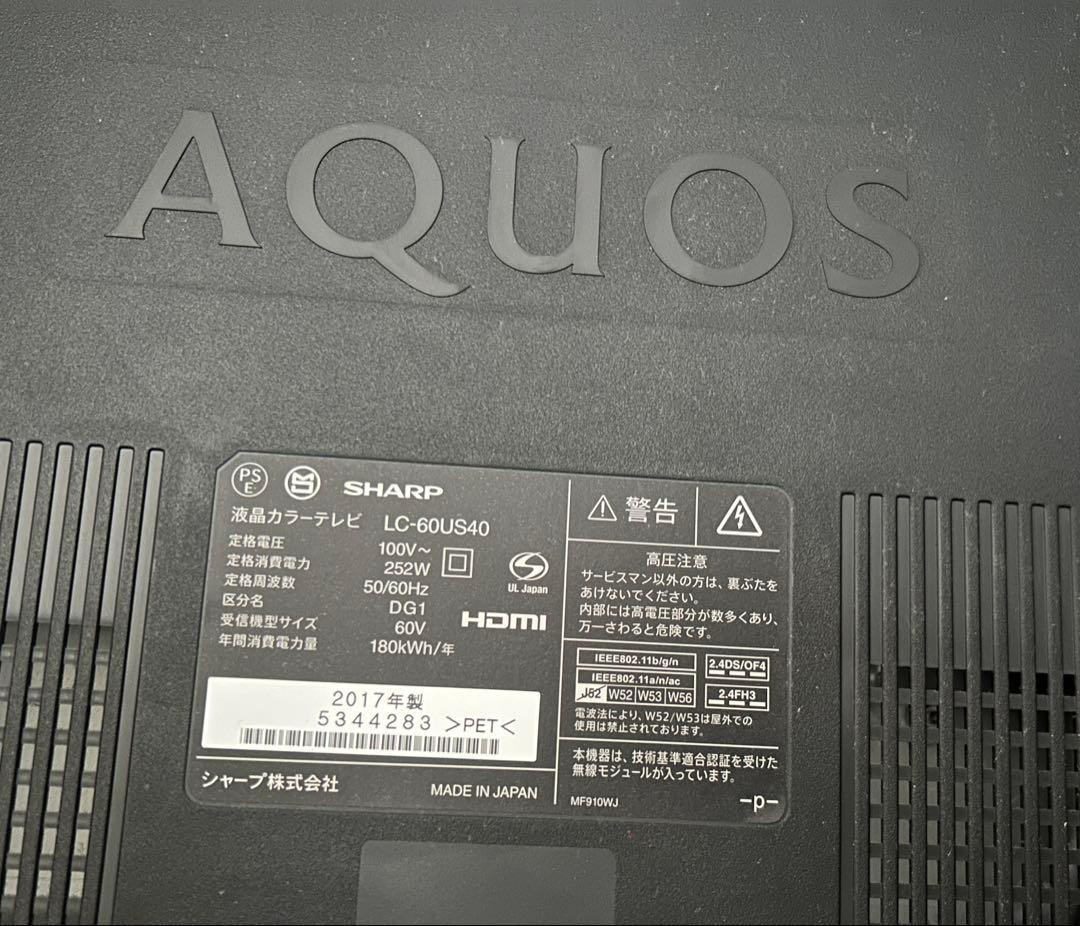 AQUOS
PS
E
SHARP
液晶カラーテレビ LC-60US40
定格電圧 100V～
定格消費電力 252W
定格周波数 50/60Hz
区分名 DG1
受信機型サイズ 60V
年間消費電力量 180kWh/年
UL Japan
HDMI
2017年製
5344283 >PET<
シャープ株式会社
MADE IN JAPAN
警告
高圧注意
サービスマン以外の方は、裏ぶたを
あけないでください。
内部には高電圧部分が数多くあり、
万一さわると危険です。
IEEE802.11b/g/n
IEEE802.11a/n/ac
J52 W52 W53 W56
2.4DS/OF4
2.4FH3
電波法により、W52/W53は屋外での
使用は禁止されております。
本機器は、技術基準適合認証を受けた
無線モジュールが入っています。
MF910WJ
-p-